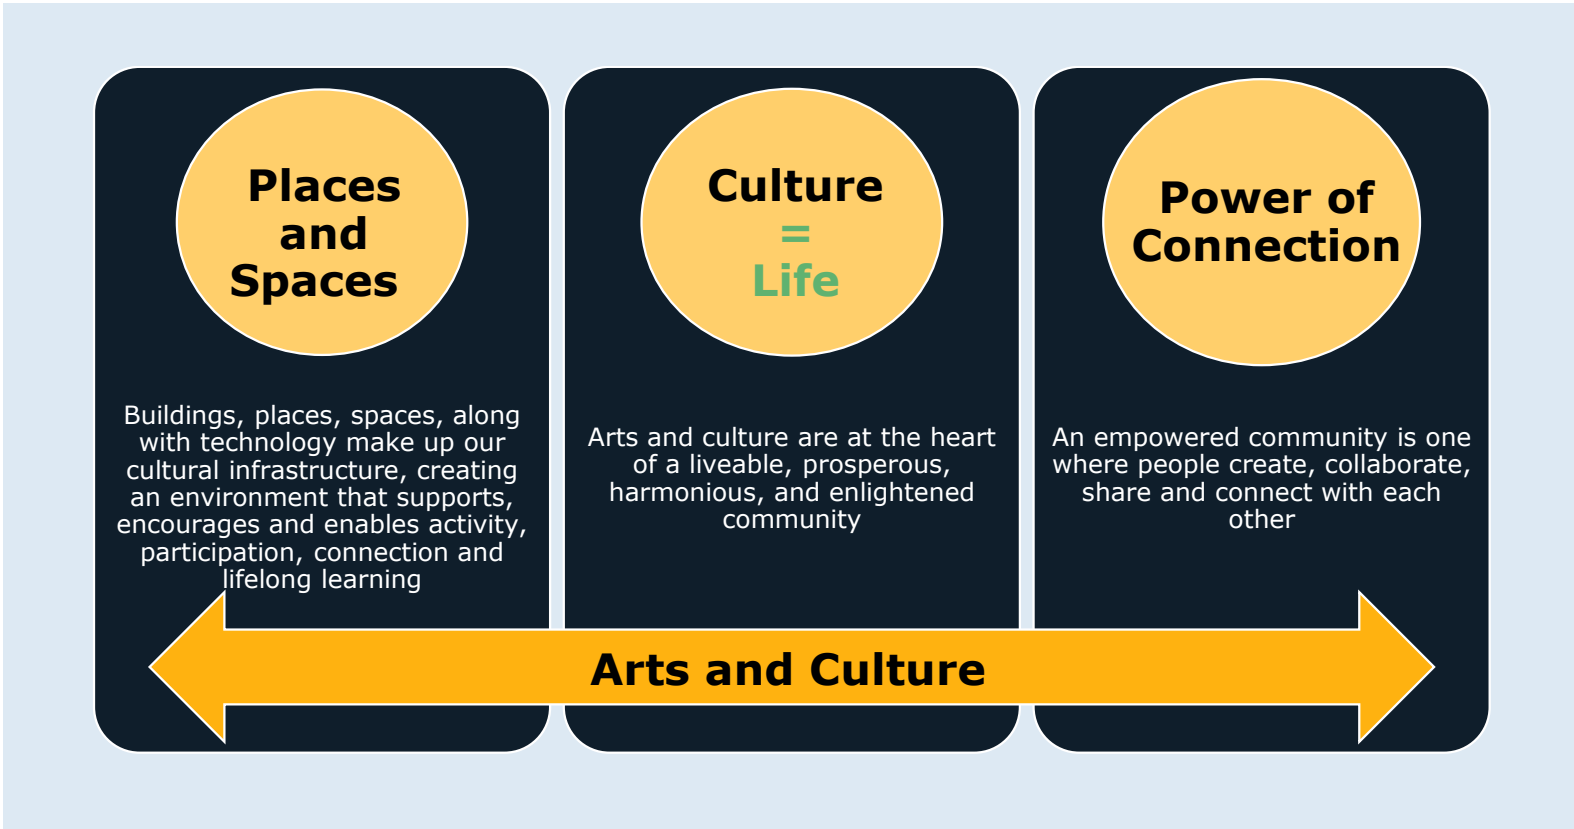 Places
and
Spaces
Buildings, places, spaces, along
with technology make up our
cultural infrastructure, creating
an environment that supports,
encourages and enables activity,
participation, connection and
lifelong learning
Culture
=
Life
Arts and culture are at the heart
of a liveable, prosperous,
harmonious, and enlightened
community
Power of
Connection
An empowered community is one
where people create, collaborate,
share and connect with each
other
Arts and Culture